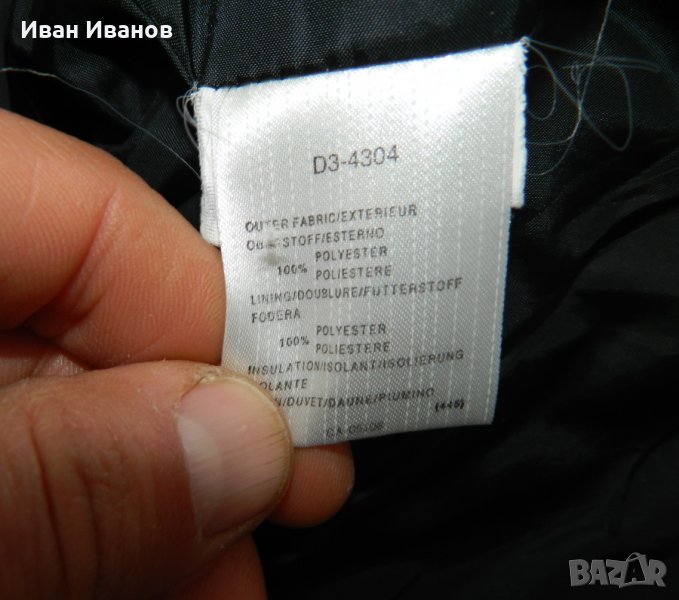 Иван Иванов
D3-4304
OUTER FABRIC/EXTERIEUR
STOFF/ESTERNO
100% POLYESTER
POLIESTERE
LINING/DOUBLURE/FUTTERSTOFF
FODERA
100% POLYESTER
POLIESTERE
INSULATION/ISOLANT/ISOLIERUNG
ISOLANTE
/DUVET/DAUNE/PIUMINO
(445)
BAZAR